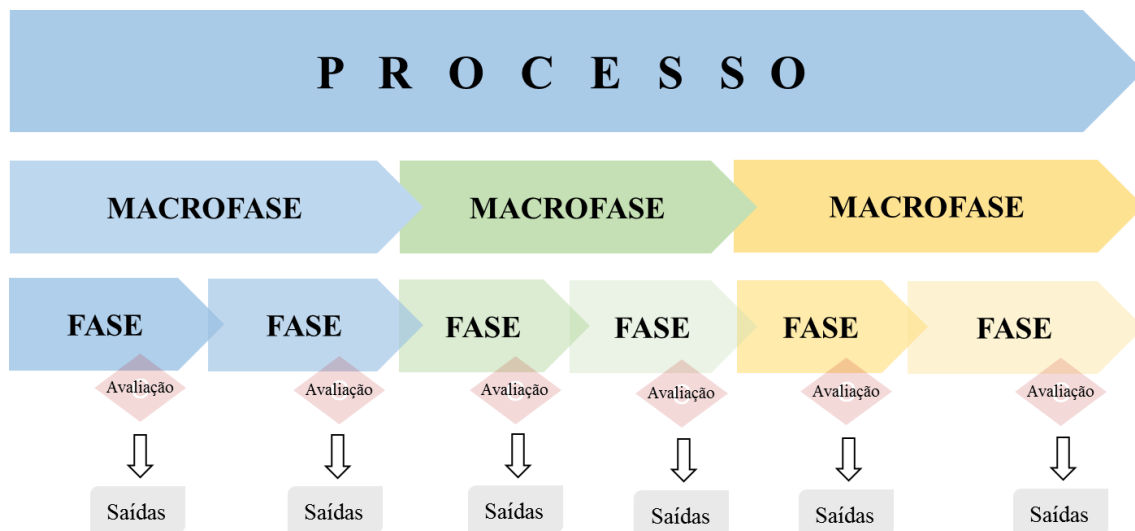 P R O C E S S O
MACROFASE
MACROFASE
MACROFASE
FASE
FASE
FASE
FASE
FASE
FASE
Avaliação
Avaliação
Avaliação
Avaliação
Avaliação
Avaliação
Saídas
Saídas
Saídas
Saídas
Saídas
Saídas